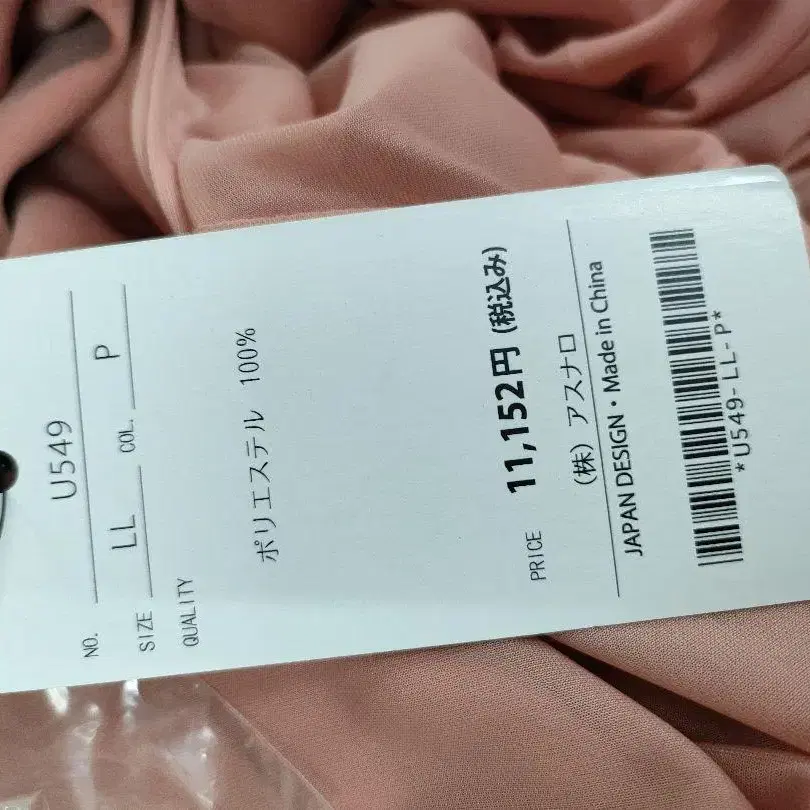 NO. U549
SIZE LL COL. P
QUALITY
ポリエステル 100%
PRICE 11,152円 (税込み)
(株) アスナロ
JAPAN DESIGN・Made in China
*U549-LL-P*